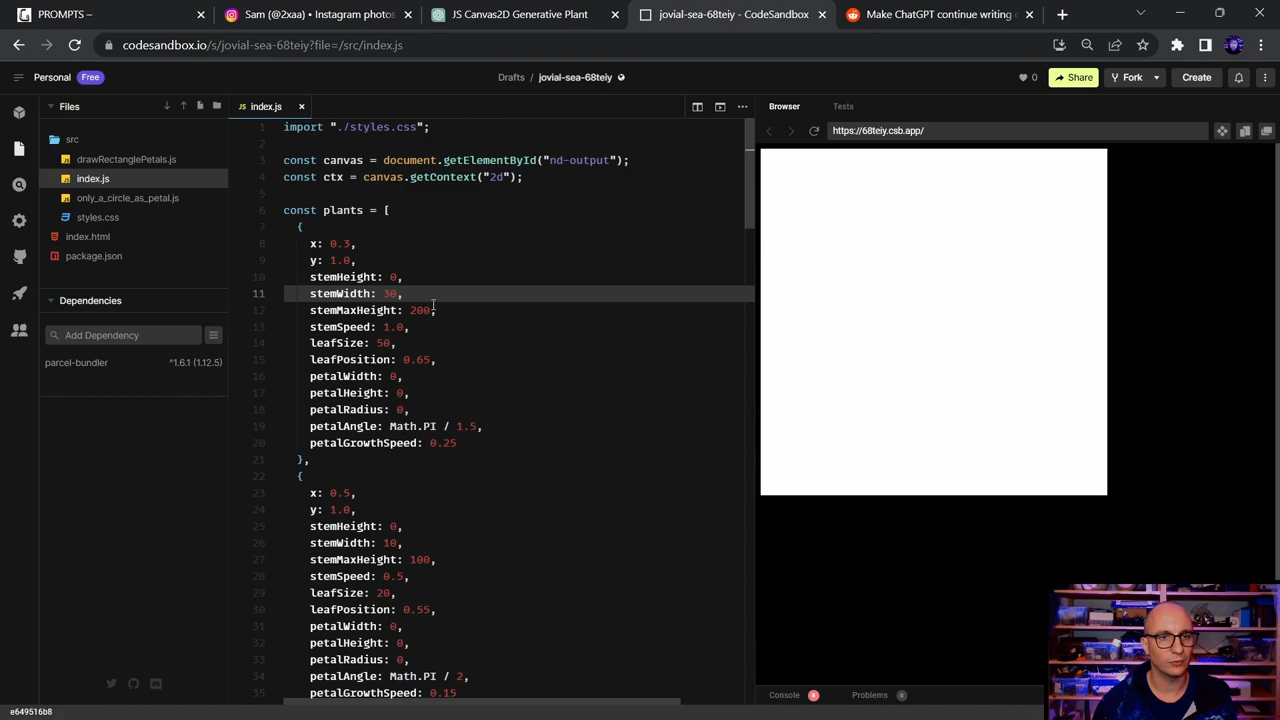 PROMPTS –
Sam (@2xaa) • Instagram photos
JS Canvas2D Generative Plant
jovial-sea-68teiy - CodeSandbox
Make ChatGPT continue writing
codesandbox.io/s/jovial-sea-68teiy?file=/src/index.js
Personal Free
Drafts / jovial-sea-68teiy
0
Share
Fork
Create
Files
src
drawRectanglePetals.js
index.js
only_a_circle_as_petal.js
styles.css
index.html
package.json
Dependencies
Add Dependency
parcel-bundler ^1.6.1 (1.12.5)
JS index.js
1 import "./styles.css";
2
3 const canvas = document.getElementById("nd-output");
4 const ctx = canvas.getContext("2d");
5
6 const plants = [
7 {
8 x: 0.3,
9 y: 1.0,
10 stemHeight: 0,
11 stemWidth: 30,
12 stemMaxHeight: 200,
13 stemSpeed: 1.0,
14 leafSize: 50,
15 leafPosition: 0.65,
16 petalWidth: 0,
17 petalHeight: 0,
18 petalRadius: 0,
19 petalAngle: Math.PI / 1.5,
20 petalGrowthSpeed: 0.25
21 },
22 {
23 x: 0.5,
24 y: 1.0,
25 stemHeight: 0,
26 stemWidth: 10,
27 stemMaxHeight: 100,
28 stemSpeed: 0.5,
29 leafSize: 20,
30 leafPosition: 0.55,
31 petalWidth: 0,
32 petalHeight: 0,
33 petalRadius: 0,
34 petalAngle: Math.PI / 2,
35 petalGrowthSpeed: 0.15
Browser
Tests
https://68teiy.csb.app/
Console
Problems 0
e649516b8